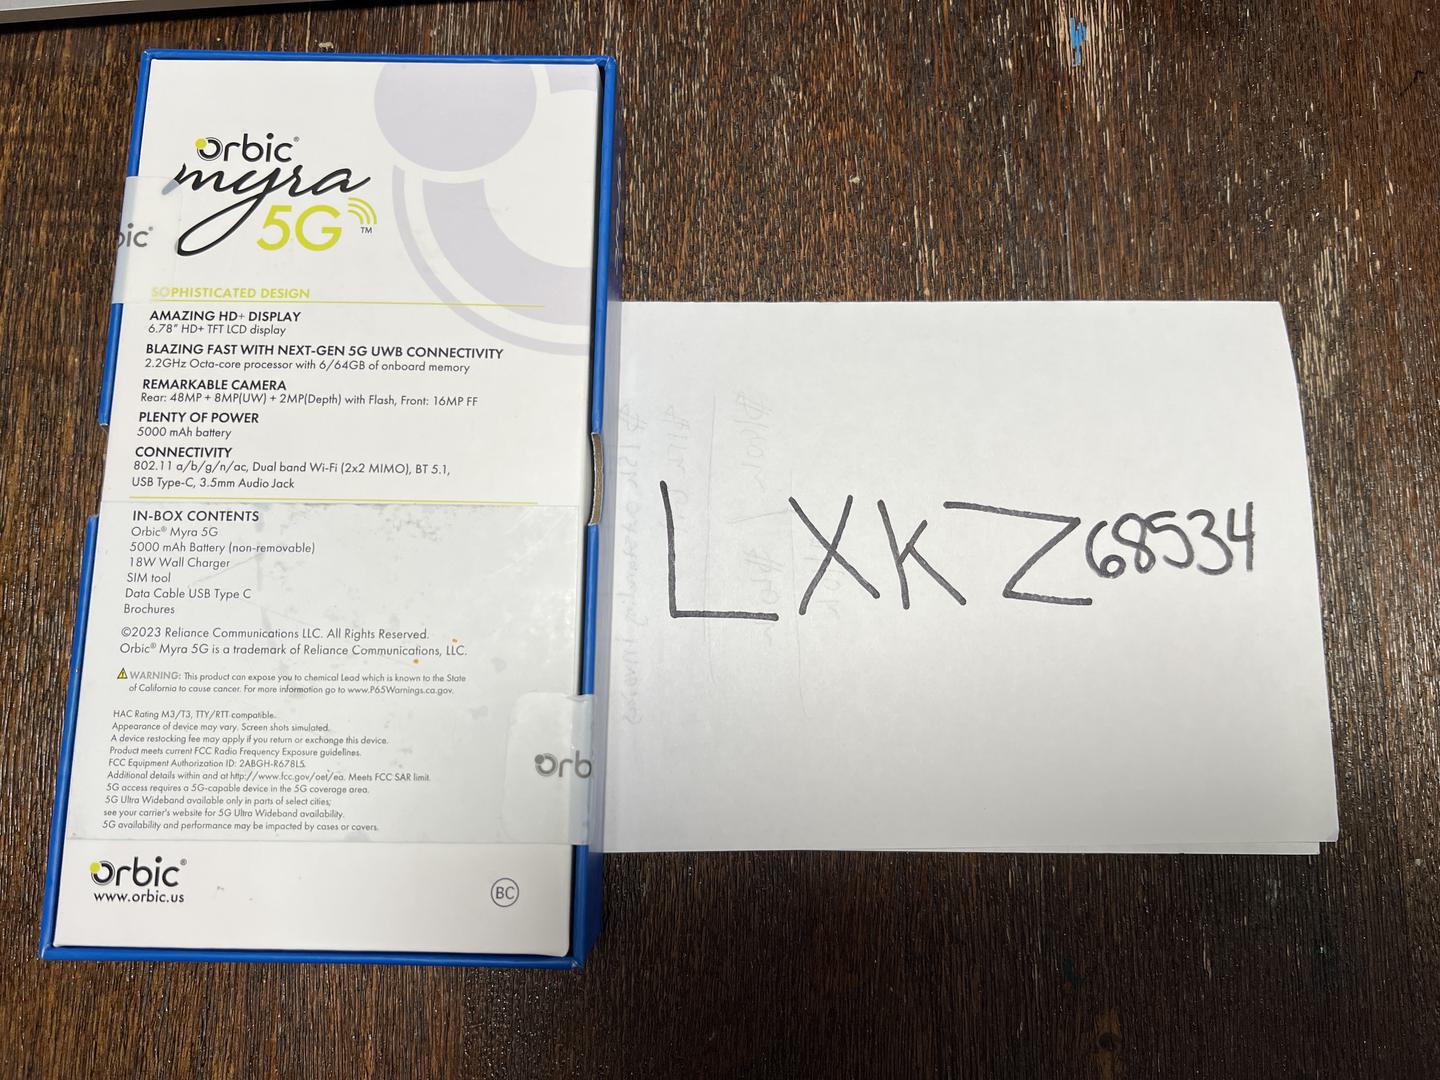 Orbic®
myra
5G™
bic®
SOPHISTICATED DESIGN
AMAZING HD+ DISPLAY
6.78" HD+ TFT LCD display
BLAZING FAST WITH NEXT-GEN 5G UWB CONNECTIVITY
2.2GHz Octa-core processor with 6/64GB of onboard memory
REMARKABLE CAMERA
Rear: 48MP + 8MP(UW) + 2MP(Depth) with Flash, Front: 16MP FF
PLENTY OF POWER
5000 mAh battery
CONNECTIVITY
802.11 a/b/g/n/ac, Dual band Wi-Fi (2x2 MIMO), BT 5.1,
USB Type-C, 3.5mm Audio Jack
IN-BOX CONTENTS
Orbic® Myra 5G
5000 mAh Battery (non-removable)
18W Wall Charger
SIM tool
Data Cable USB Type C
Brochures
©2023 Reliance Communications LLC. All Rights Reserved.
Orbic® Myra 5G is a trademark of Reliance Communications, LLC.
WARNING: This product can expose you to chemical Lead which is known to the State
of California to cause cancer. For more information go to www.P65Warnings.ca.gov.
HAC Rating M3/T3, TTY/RTT compatible.
Appearance of device may vary. Screen shots simulated.
A device restocking fee may apply if you return or exchange this device.
Product meets current FCC Radio Frequency Exposure guidelines.
FCC Equipment Authorization ID: 2ABGH-R678L5.
Additional details within and at http://www.fcc.gov/oet/ea. Meets FCC SAR limit.
5G access requires a 5G-capable device in the 5G coverage area.
5G Ultra Wideband available only in parts of select cities;
see your carrier's website for 5G Ultra Wideband availability.
5G availability and performance may be impacted by cases or covers.
Orb
Orbic®
www.orbic.us
BC
LXKZ68534